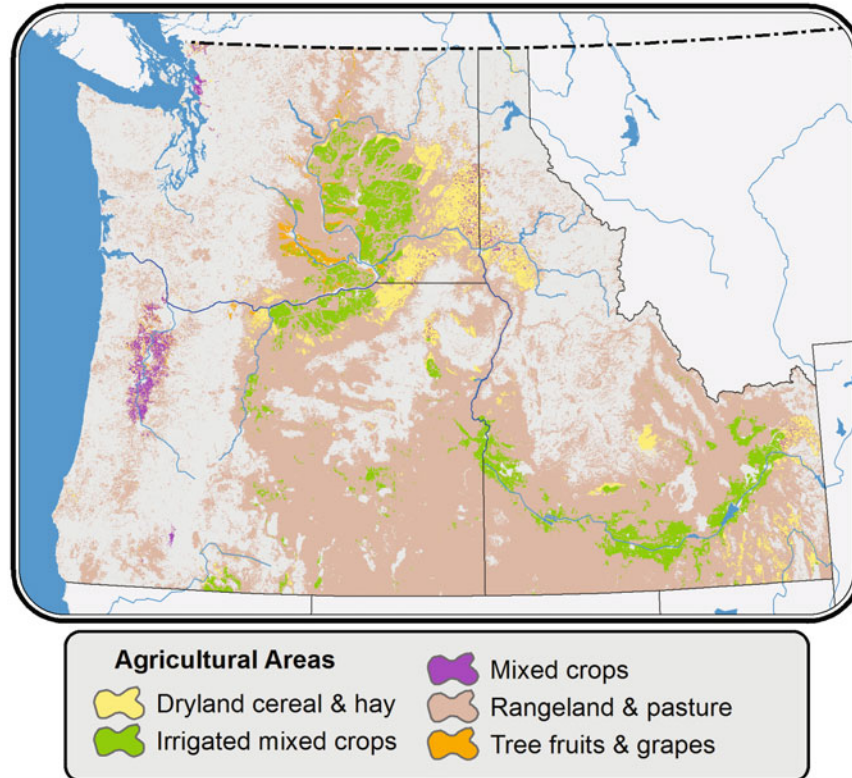 Agricultural Areas
Dryland cereal & hay
Irrigated mixed crops
Mixed crops
Rangeland & pasture
Tree fruits & grapes